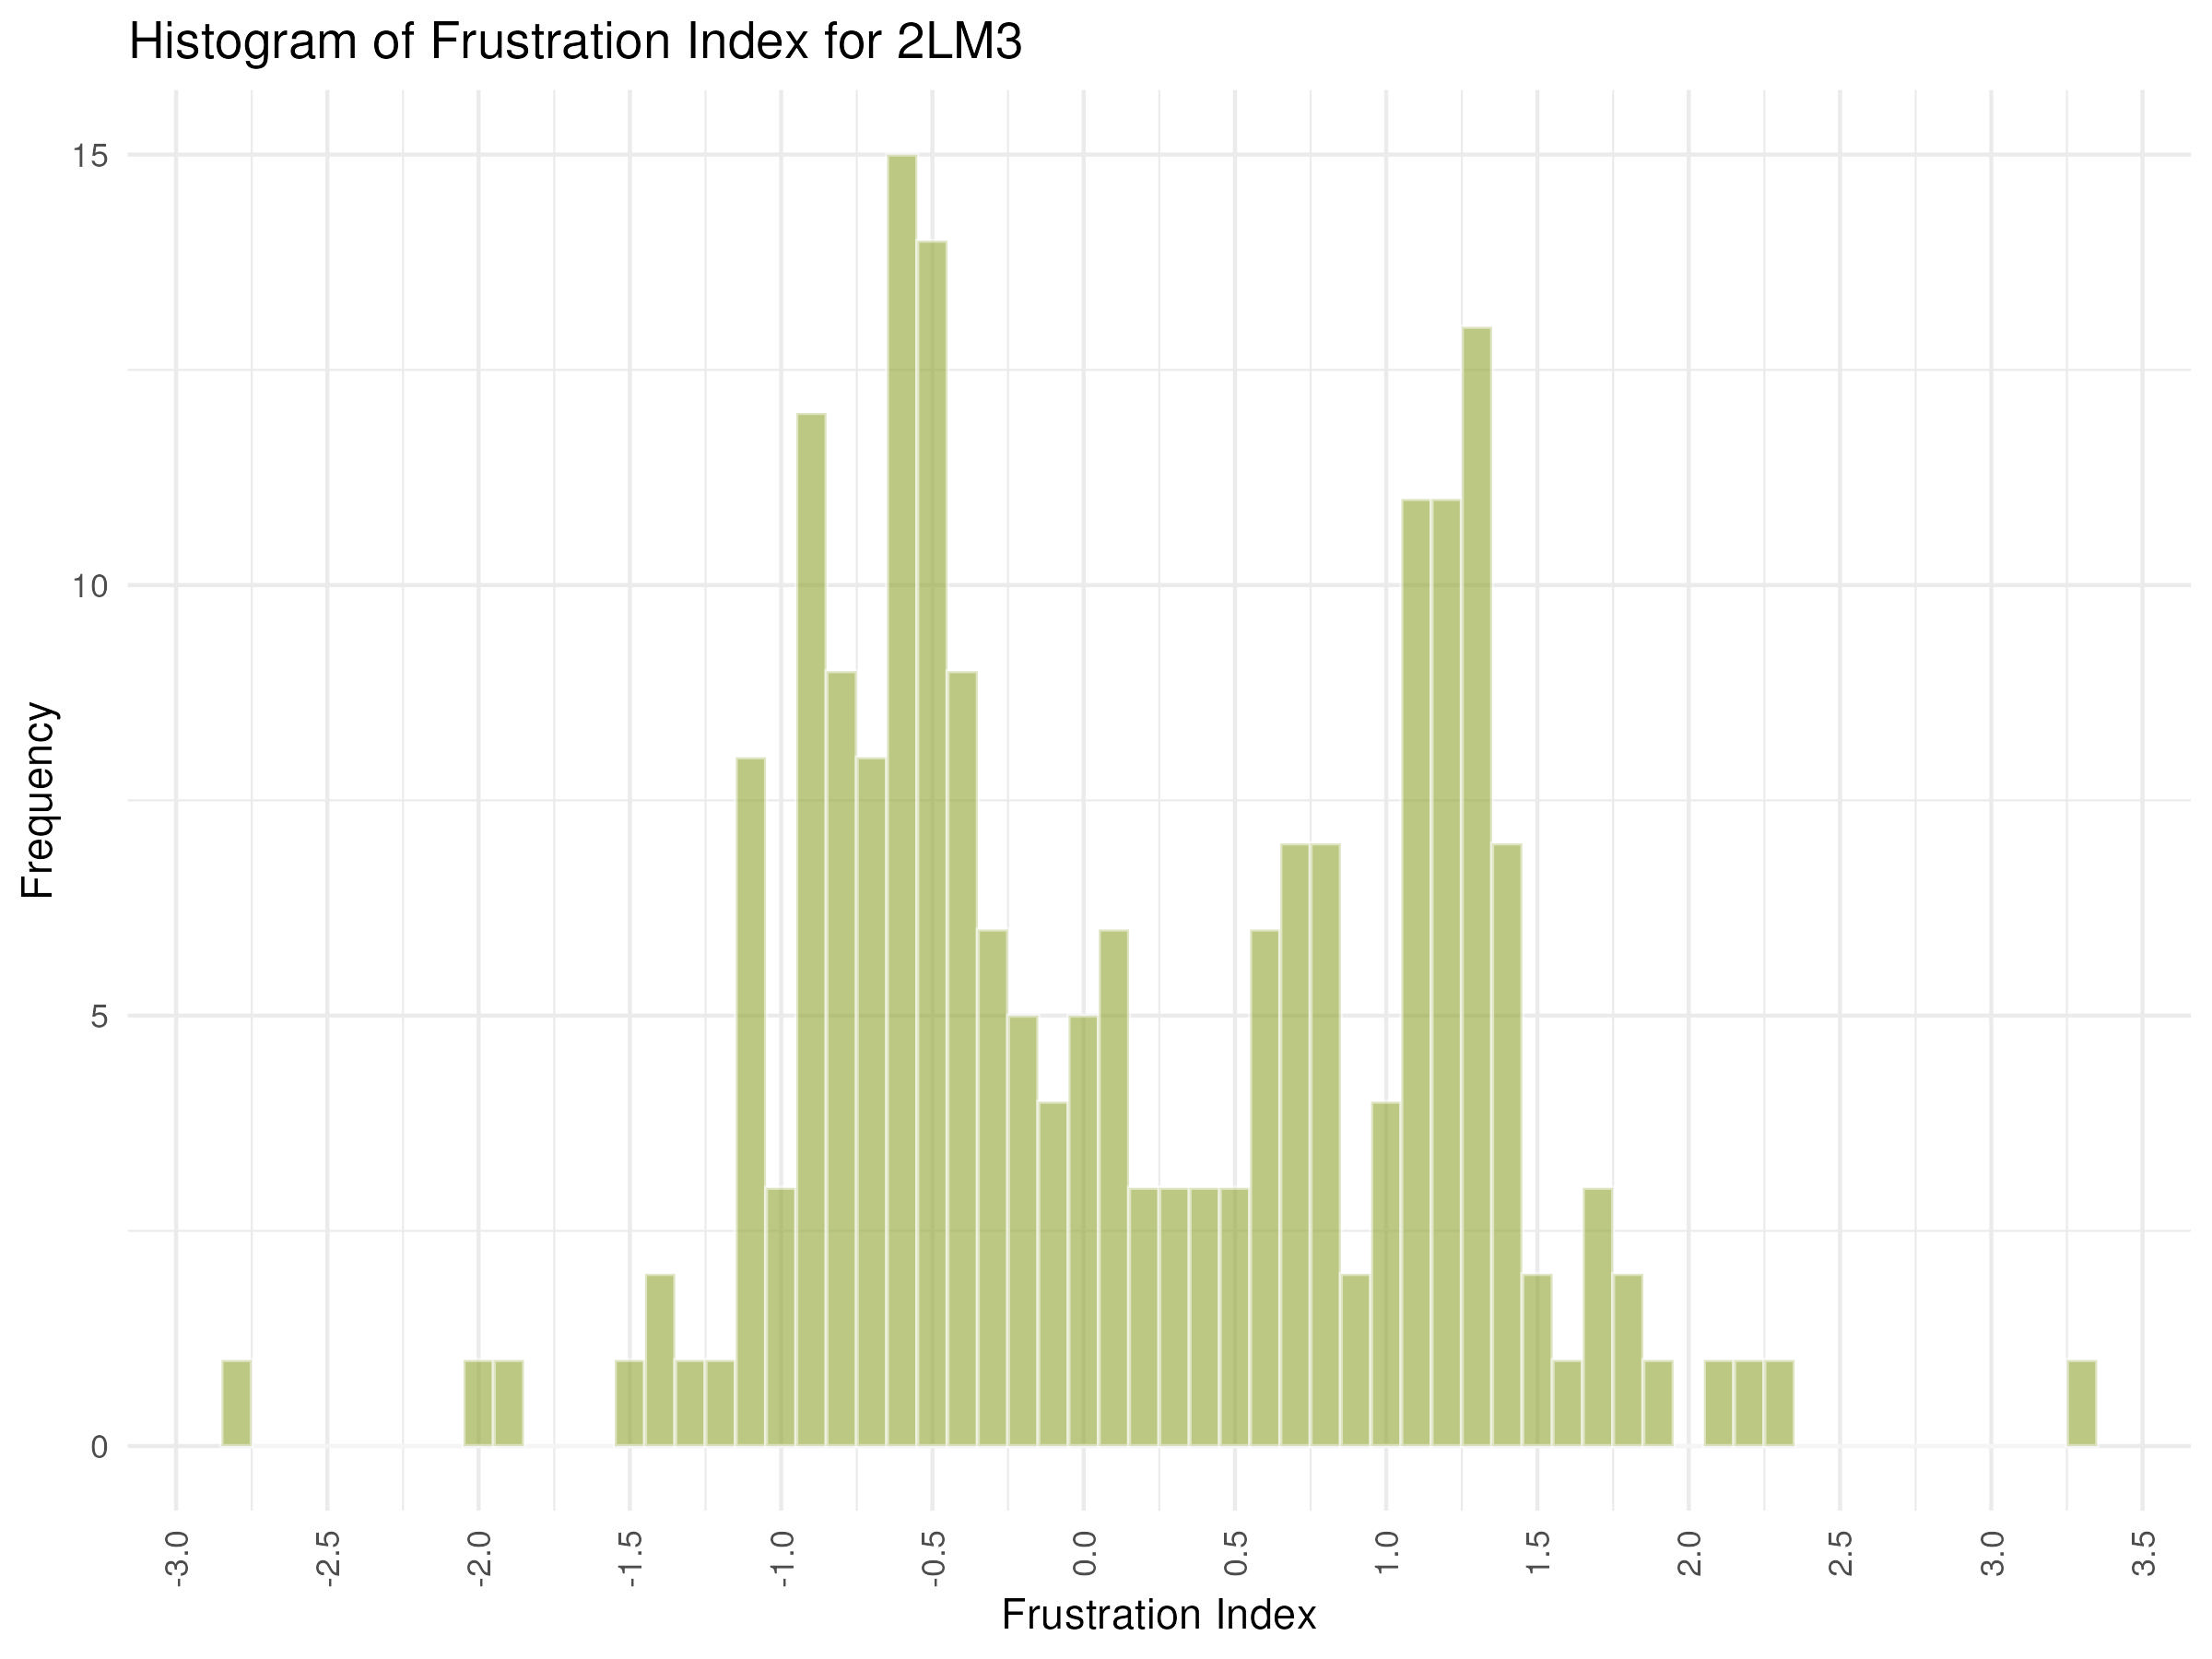 Histogram of Frustration Index for 2LM3
15
10
5
0
Frequency
-3.0 -2.5 -2.0 -1.5 -1.0 -0.5 0.0 0.5 1.0 1.5 2.0 2.5 3.0 3.5
Frustration Index